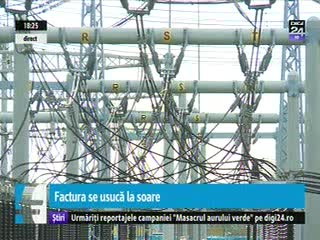 18:25
direct
DIGI
24
R S T
Factura se usucă la soare
Știri Urmăriți reportajele campaniei "Masacrul aurului verde" pe digi24.ro